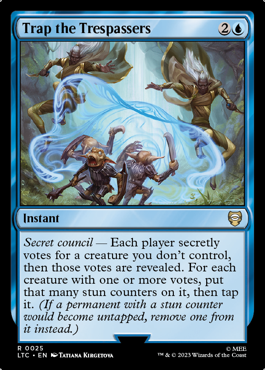 Trap the Trespassers
2
Instant
Secret council — Each player secretly
votes for a creature you don't control,
then those votes are revealed. For each
creature with one or more votes, put
that many stun counters on it, then tap
it. (If a permanent with a stun counter
would become untapped, remove one from
it instead.)
R 0025
LTC • EN Tatiana Kirgetova
© MEE
™ & © 2023 Wizards of the Coast